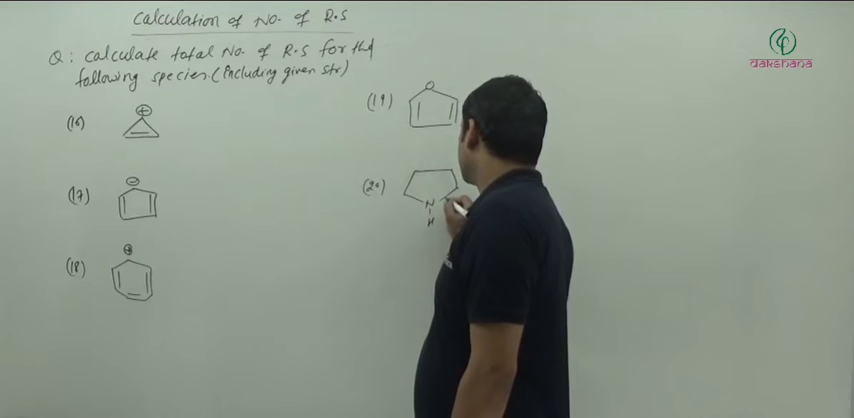 Calculation of No. of R.S
Q: calculate total No. of R.S for the
following species (including given str)
(16)
⊕
(17)
⊖
(18)
⊕
(19)
O
(20)
N
H
dakshana